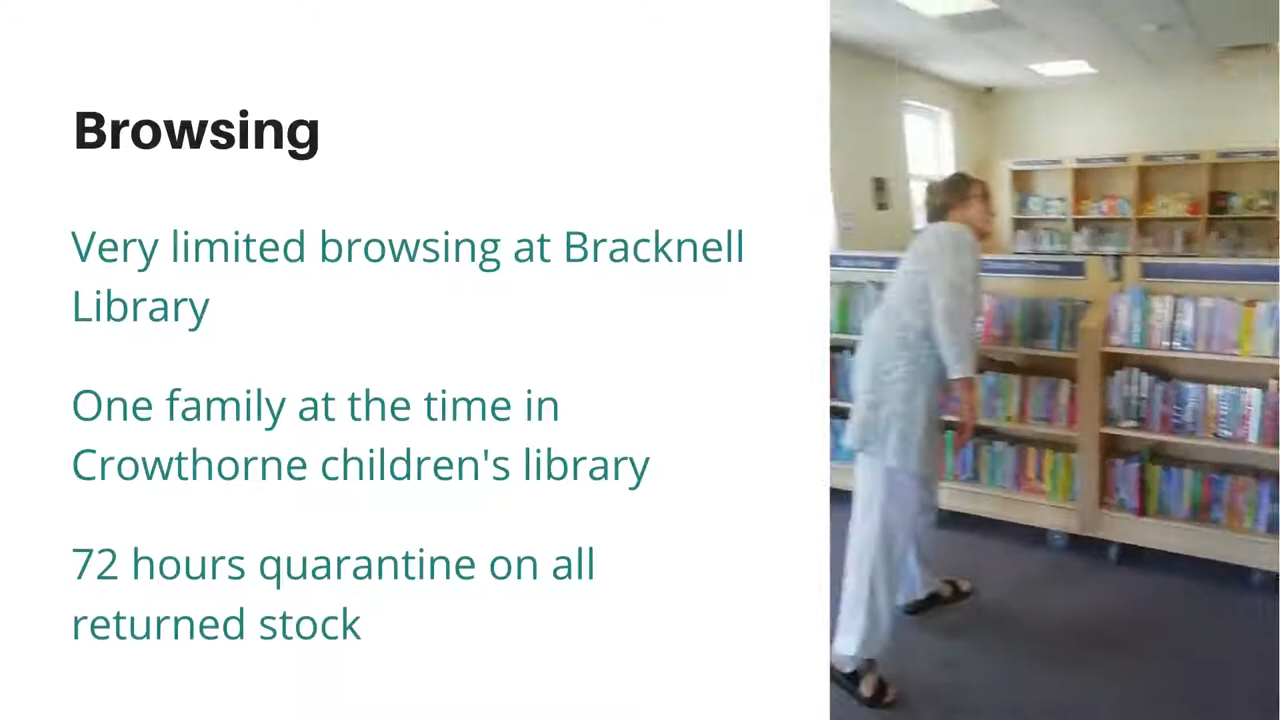 Browsing
Very limited browsing at Bracknell
Library
One family at the time in
Crowthorne children's library
72 hours quarantine on all
returned stock